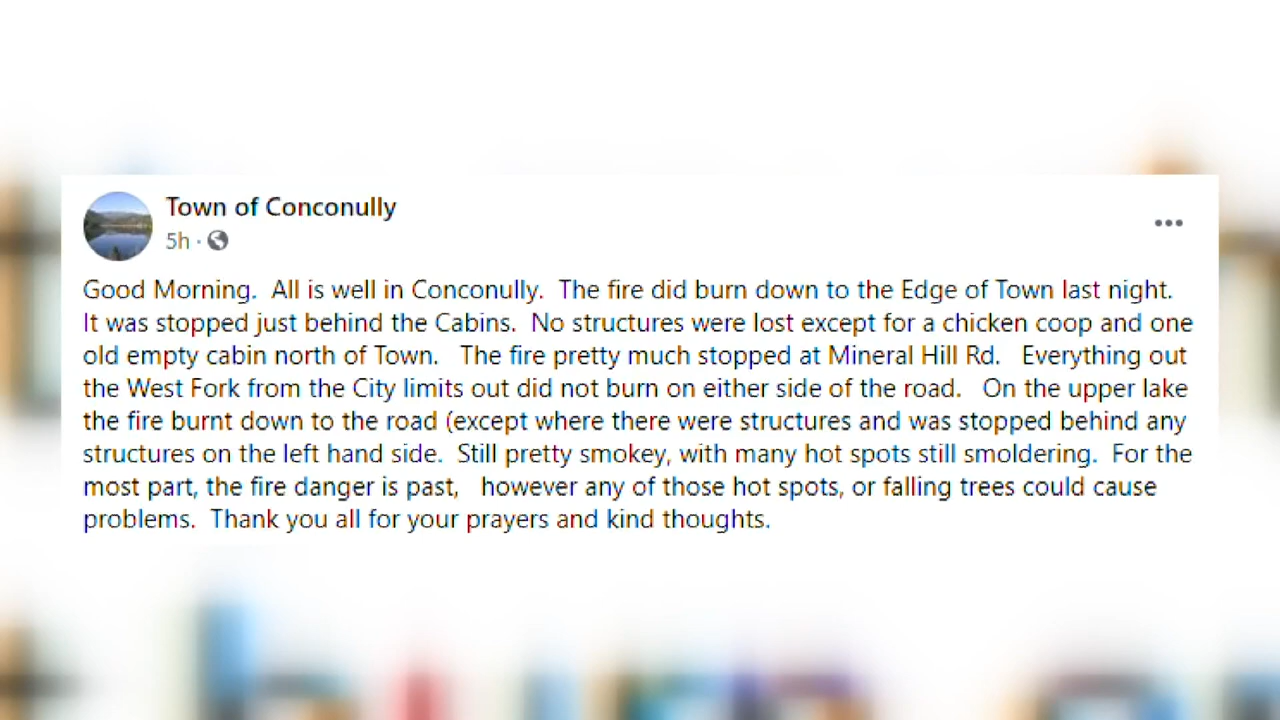 Town of Conconully
5h ·
Good Morning.  All is well in Conconully.  The fire did burn down to the Edge of Town last night.
It was stopped just behind the Cabins.  No structures were lost except for a chicken coop and one
old empty cabin north of Town.   The fire pretty much stopped at Mineral Hill Rd.   Everything out
the West Fork from the City limits out did not burn on either side of the road.   On the upper lake
the fire burnt down to the road (except where there were structures and was stopped behind any
structures on the left hand side.  Still pretty smokey, with many hot spots still smoldering.  For the
most part, the fire danger is past,   however any of those hot spots, or falling trees could cause
problems.  Thank you all for your prayers and kind thoughts.